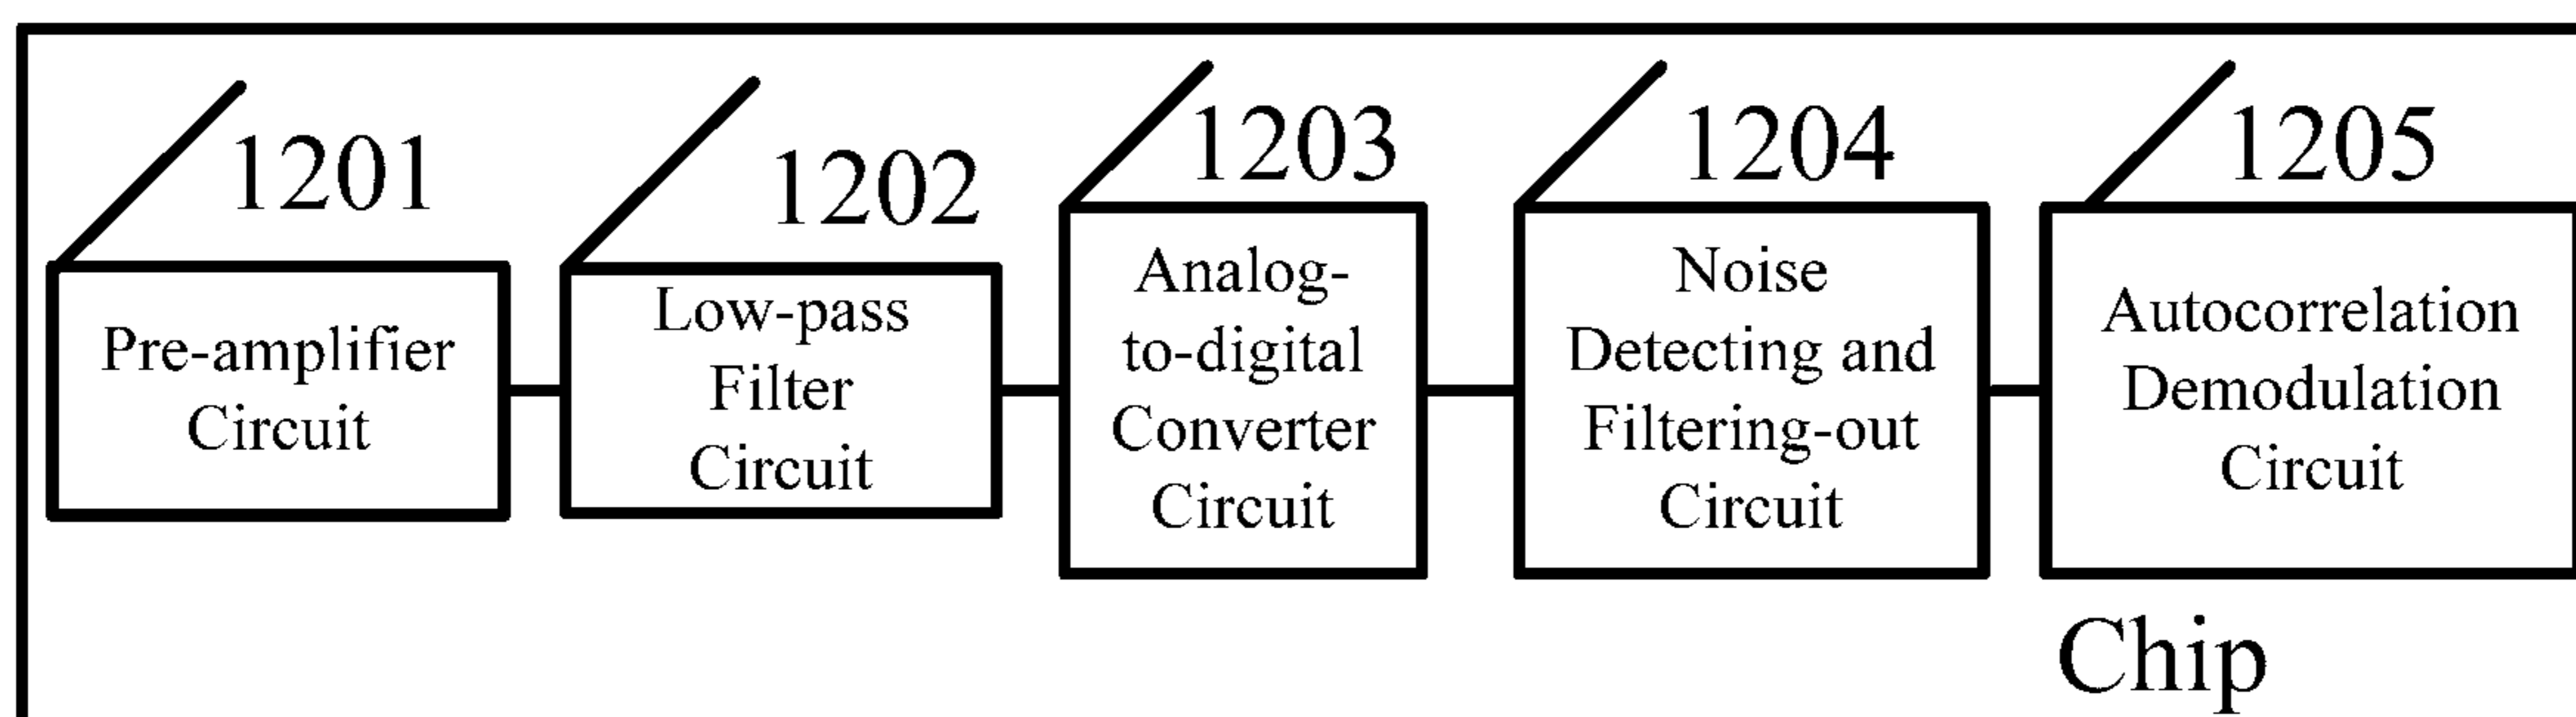 1201
1202
1203
1204
1205
Pre-amplifier
Circuit
Low-pass
Filter
Circuit
Analog-
to-digital
Converter
Circuit
Noise
Detecting and
Filtering-out
Circuit
Autocorrelation
Demodulation
Circuit
Chip